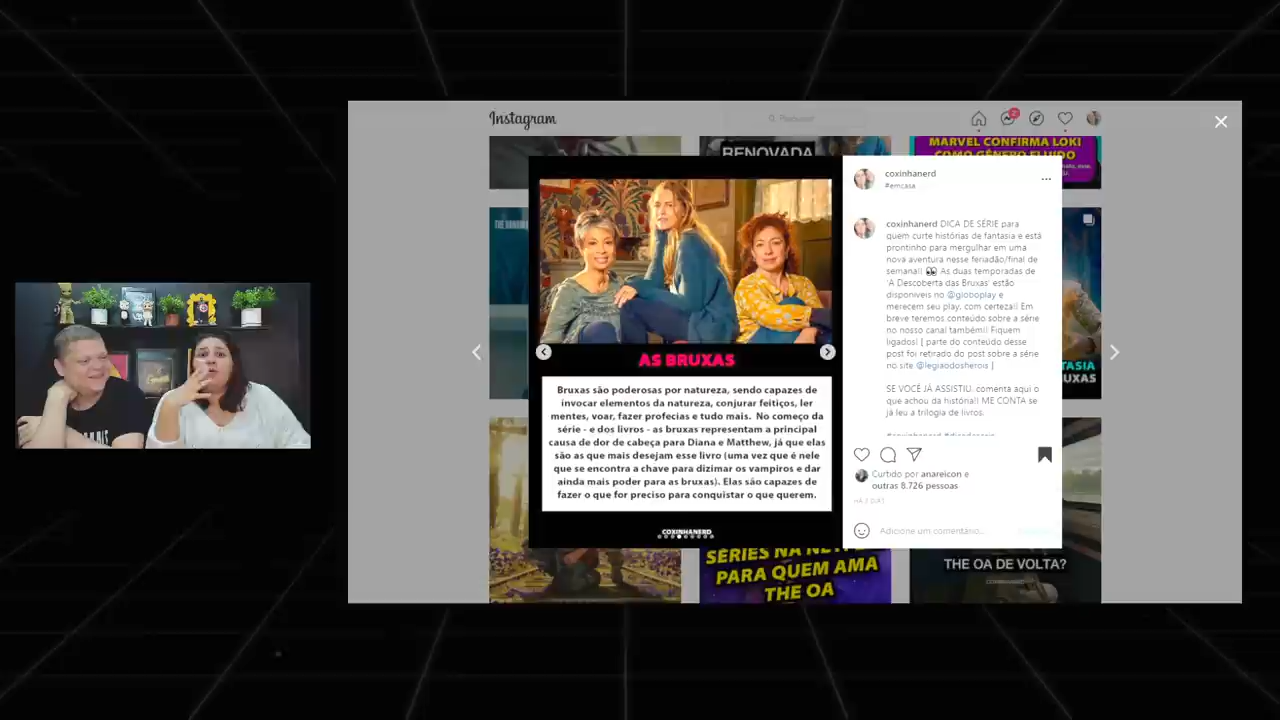 Instagram
Pesquisar
2
RENOVADA
MARVEL CONFIRMA LOKI
COMO GÊNERO FLUÍDO
coxinhanerd
#emcasa
coxinhanerd DICA DE SÉRIE para
quem curte histórias de fantasia e está
prontinho para mergulhar em uma
nova aventura nesse feriadão/final de
semana!! 👀 As duas temporadas de
'A Descoberta das Bruxas' estão
disponíveis no @globoplay e
merecem seu play, com certeza!! Em
breve teremos conteúdo sobre a série
no nosso canal também!! Fiquem
ligados! [ parte do conteúdo desse
post foi retirado do post sobre a série
no site @legiaodosherois ]
SE VOCÊ JÁ ASSISTIU, comenta aqui o
que achou da história!! ME CONTA se
já leu a trilogia de livros.
#coxinhanerd #dicadeserie
AS BRUXAS
Bruxas são poderosas por natureza, sendo capazes de
invocar elementos da natureza, conjurar feitiços, ler
mentes, voar, fazer profecias e tudo mais. No começo da
série - e dos livros - as bruxas representam a principal
causa de dor de cabeça para Diana e Matthew, já que elas
são as que mais desejam esse livro (uma vez que é nele
que se encontra a chave para dizimar os vampiros e dar
ainda mais poder para as bruxas). Elas são capazes de
fazer o que for preciso para conquistar o que querem.
COXINHANERD
Curtido por anareicon e
outras 8.726 pessoas
HÁ 2 DIAS
Adicione um comentário...
SÉRIES NA NETFLIX
PARA QUEM AMA
THE OA
THE OA DE VOLTA?
COXINHANERD